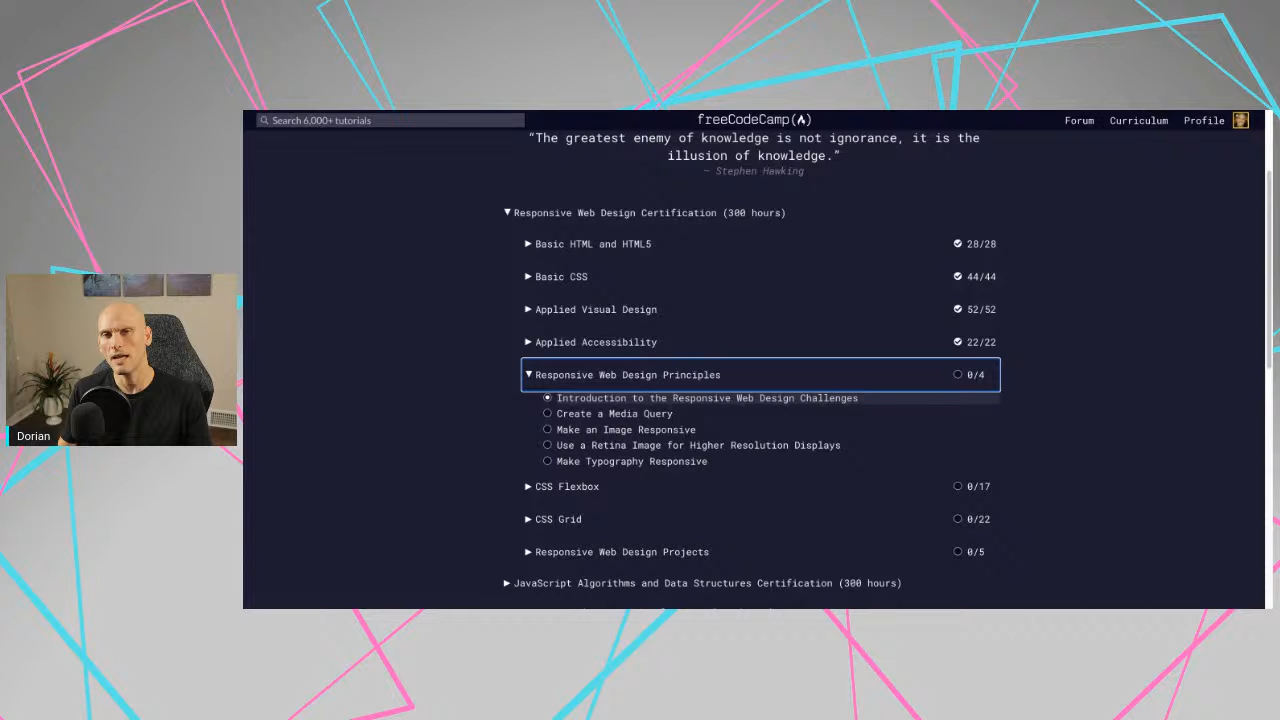 Search 6,000+ tutorials
freeCodeCamp
Forum
Curriculum
Profile
“The greatest enemy of knowledge is not ignorance, it is the
illusion of knowledge.”
— Stephen Hawking
Responsive Web Design Certification (300 hours)
Basic HTML and HTML5 28/28
Basic CSS 44/44
Applied Visual Design 52/52
Applied Accessibility 22/22
Responsive Web Design Principles 0/4
Introduction to the Responsive Web Design Challenges
Create a Media Query
Make an Image Responsive
Use a Retina Image for Higher Resolution Displays
Make Typography Responsive
CSS Flexbox 0/17
CSS Grid 0/22
Responsive Web Design Projects 0/5
JavaScript Algorithms and Data Structures Certification (300 hours)
Dorian